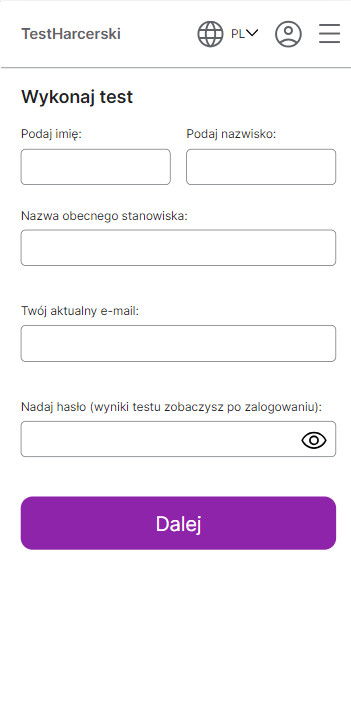 TestHarcerski
PL
Wykonaj test
Podaj imię:
Podaj nazwisko:
Nazwa obecnego stanowiska:
Twój aktualny e-mail:
Nadaj hasło (wyniki testu zobaczysz po zalogowaniu):
Dalej